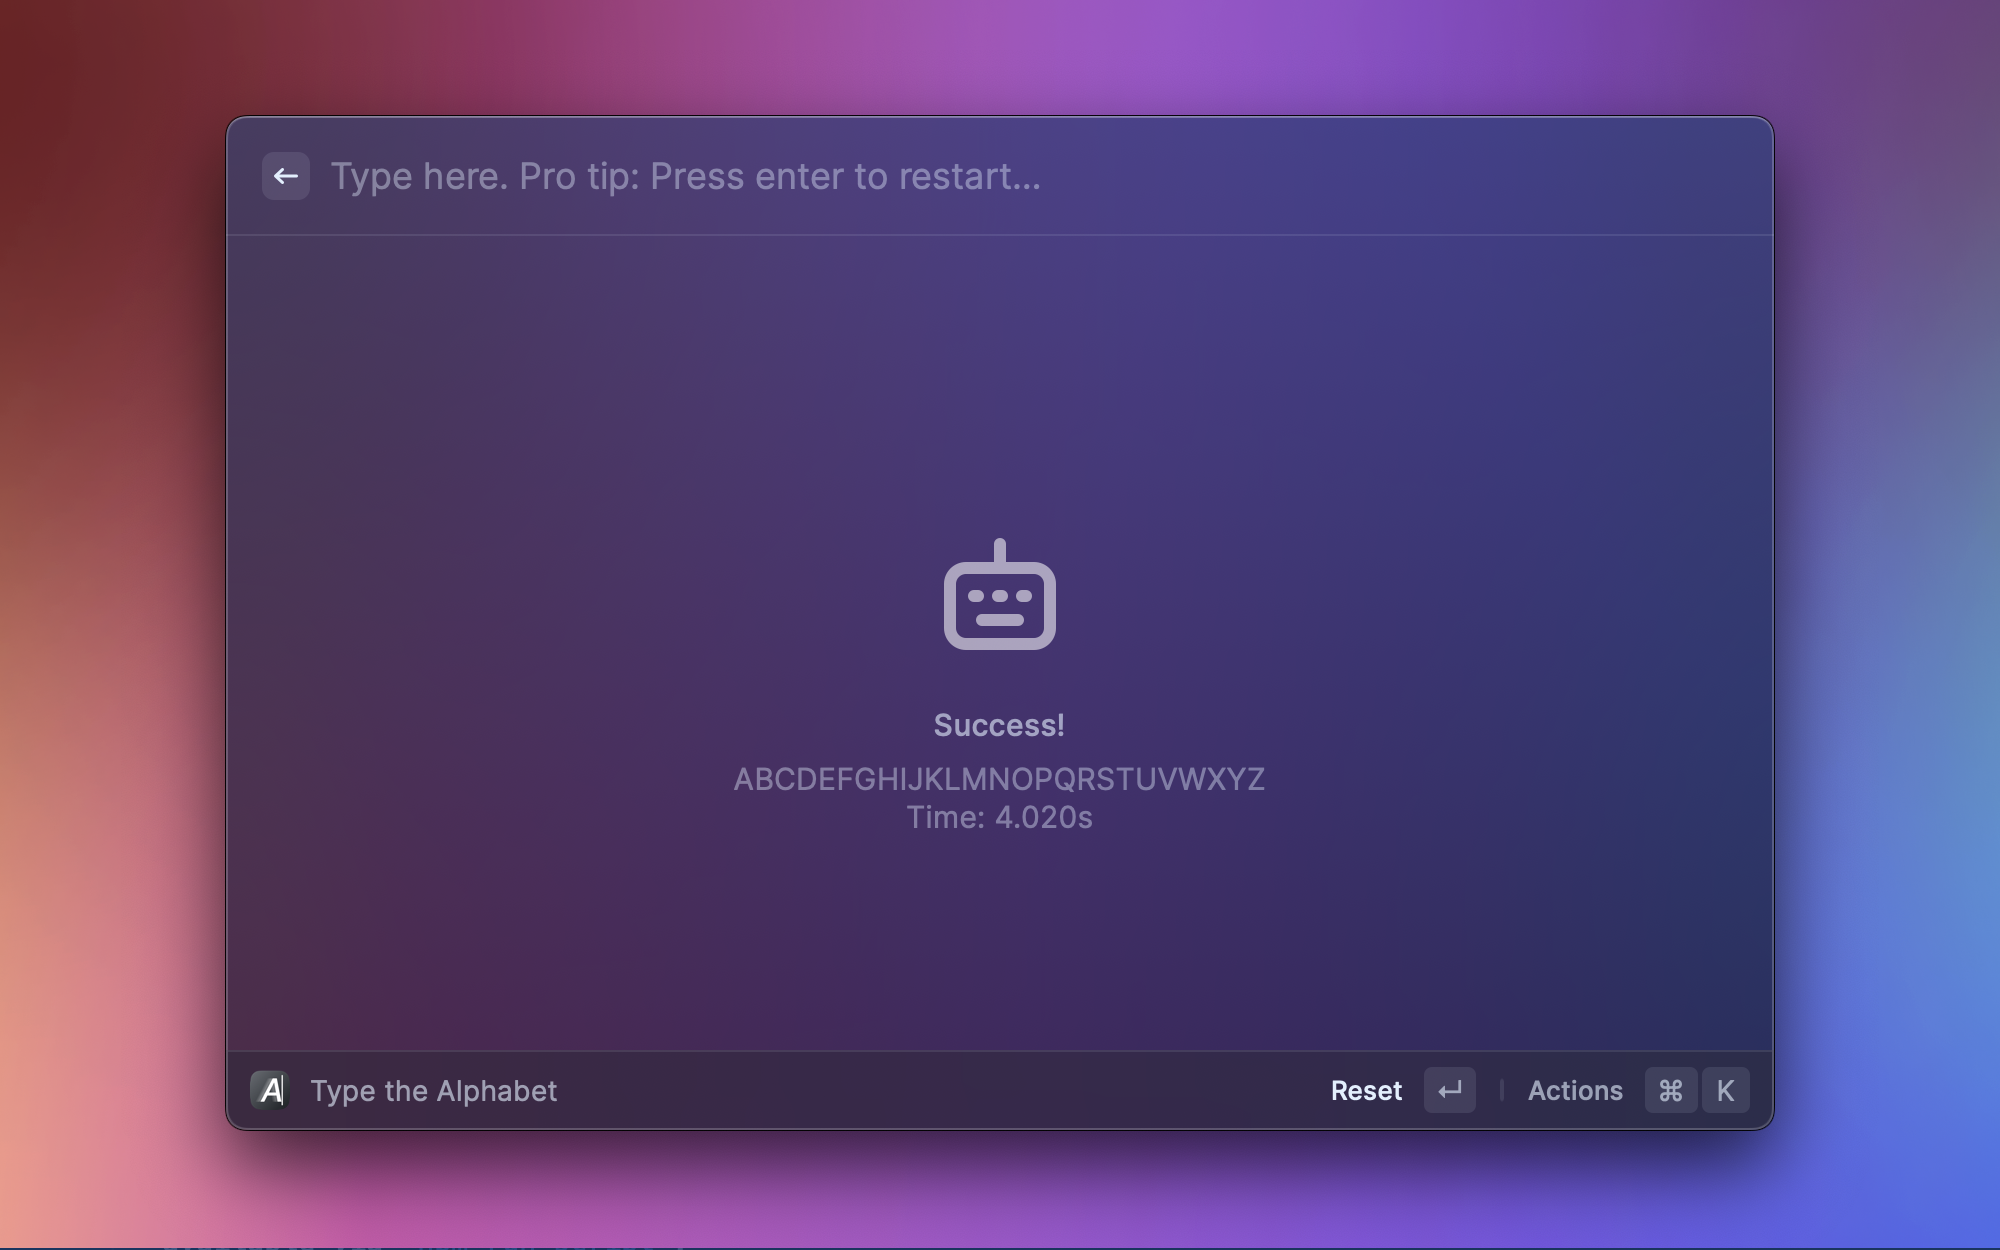 Type here. Pro tip: Press enter to restart...
Success!
ABCDEFGHIJKLMNOPQRSTUVWXYZ
Time: 4.020s
A Type the Alphabet
Reset ↵ | Actions ⌘ K